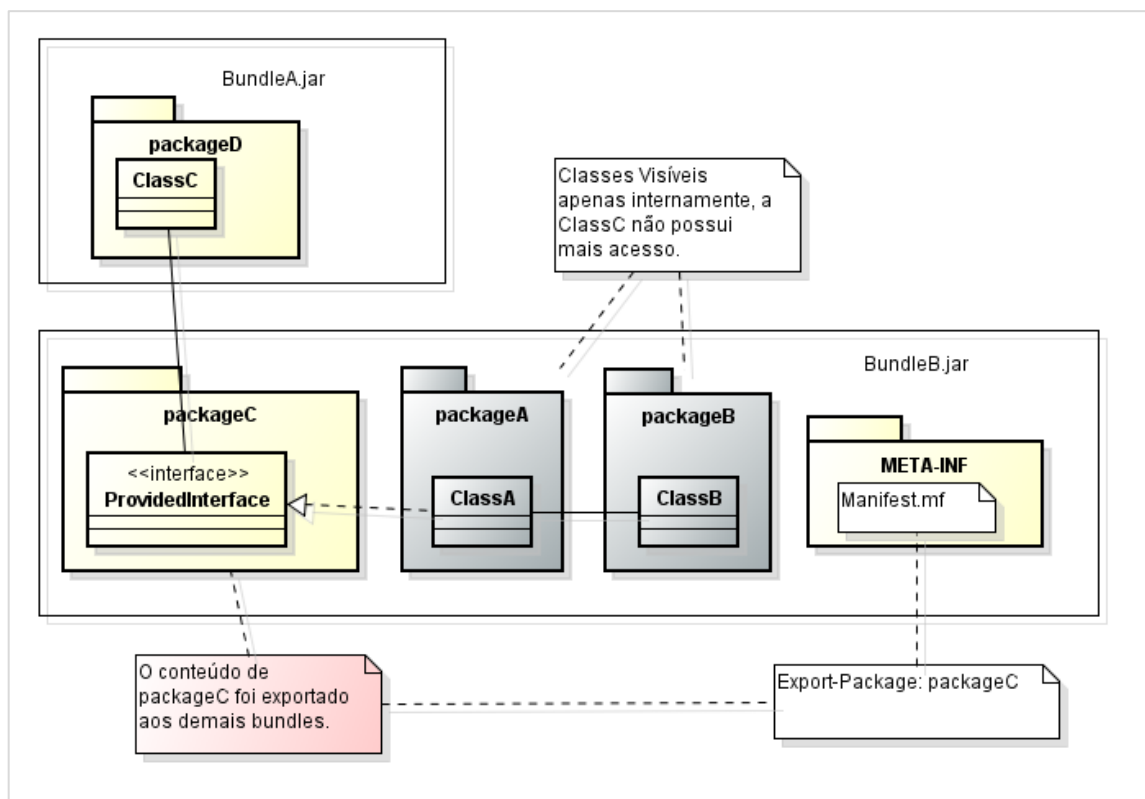 BundleA.jar
packageD
ClassC
Classes Visíveis
apenas internamente, a
ClassC não possui
mais acesso.
BundleB.jar
packageC
<<interface>>
ProvidedInterface
packageA
ClassA
packageB
ClassB
META-INF
Manifest.mf
O conteúdo de
packageC foi exportado
aos demais bundles.
Export-Package: packageC